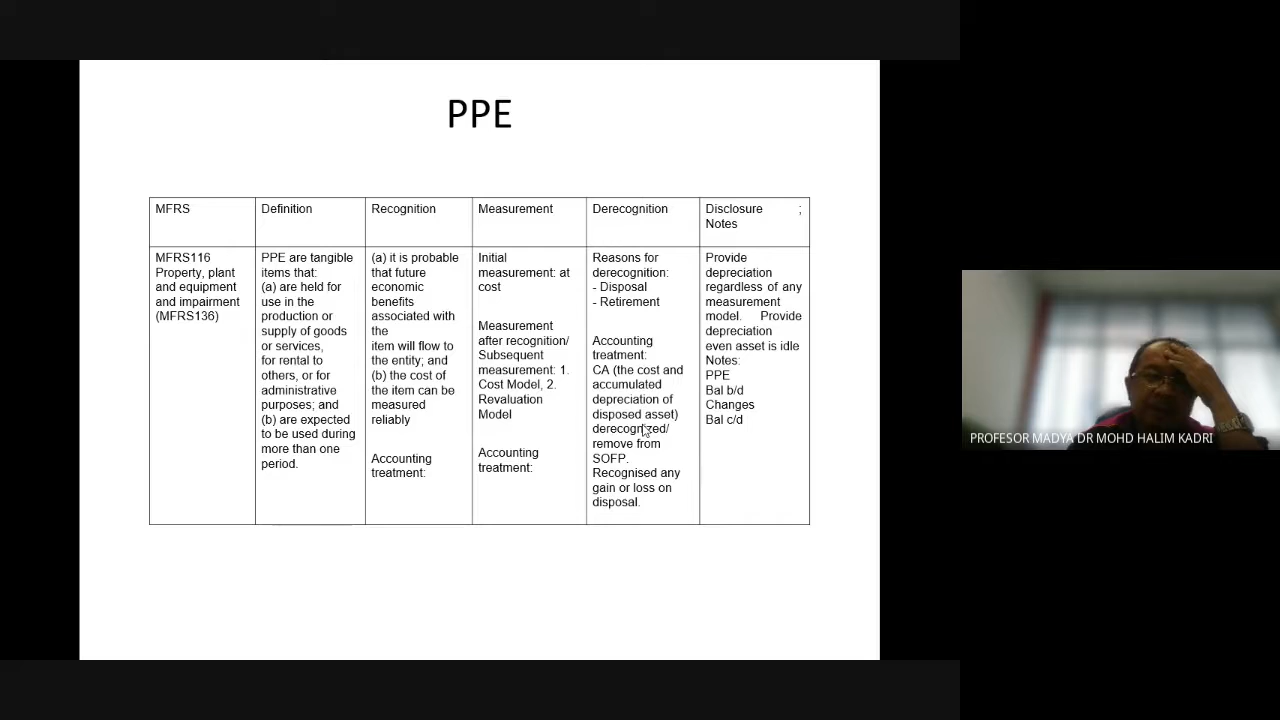 PPE
MFRS
Definition
Recognition
Measurement
Derecognition
Disclosure ;
Notes
MFRS116
Property, plant
and equipment
and impairment
(MFRS136)
PPE are tangible
items that:
(a) are held for
use in the
production or
supply of goods
or services,
for rental to
others, or for
administrative
purposes; and
(b) are expected
to be used during
more than one
period.
(a) it is probable
that future
economic
benefits
associated with
the
item will flow to
the entity; and
(b) the cost of
the item can be
measured
reliably
Accounting
treatment:
Initial
measurement: at
cost
Measurement
after recognition/
Subsequent
measurement: 1.
Cost Model, 2.
Revaluation
Model
Accounting
treatment:
Reasons for
derecognition:
- Disposal
- Retirement
Accounting
treatment:
CA (the cost and
accumulated
depreciation of
disposed asset)
derecognized/
remove from
SOFP.
Recognised any
gain or loss on
disposal.
Provide
depreciation
regardless of any
measurement
model. Provide
depreciation
even asset is idle
Notes:
PPE
Bal b/d
Changes
Bal c/d
PROFESOR MADYA DR MOHD HALIM KADRI